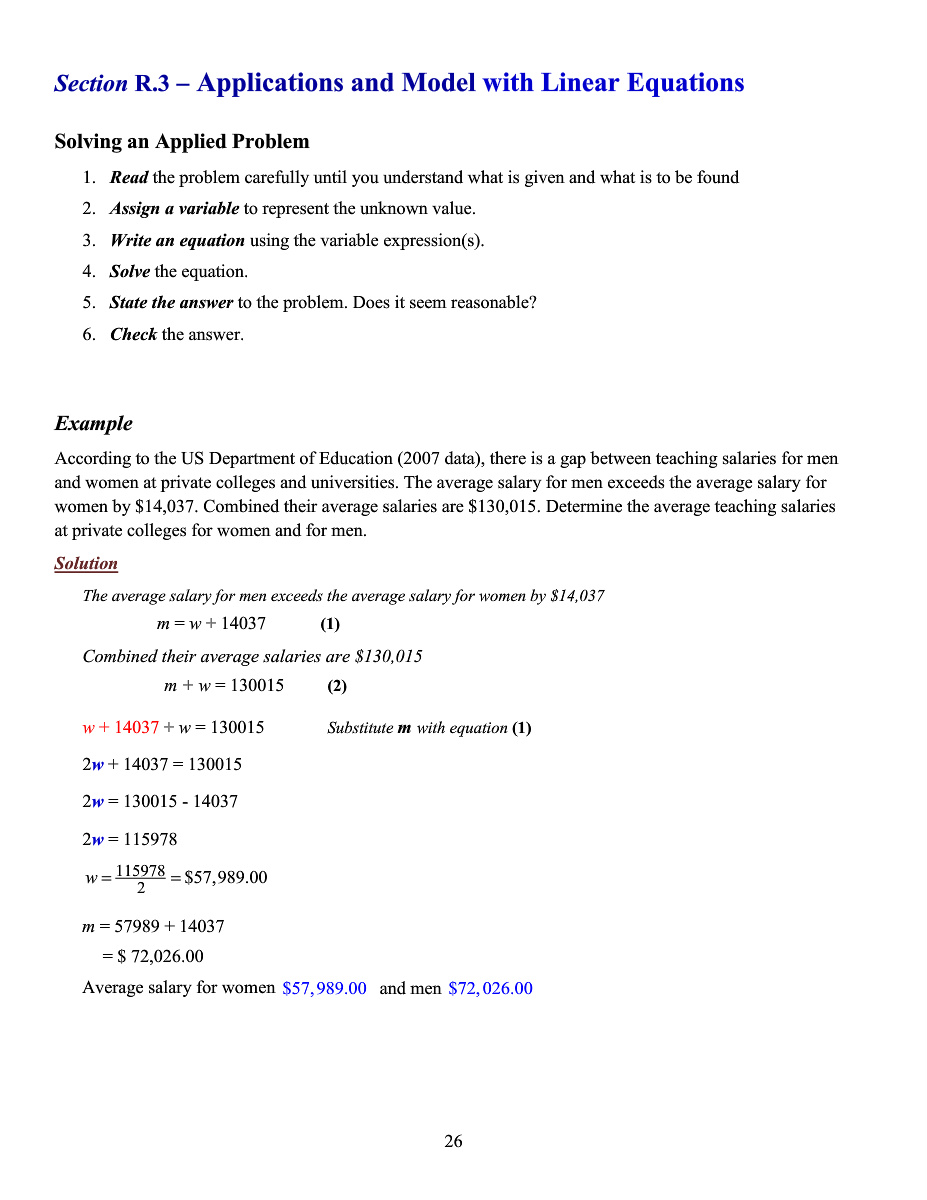 Section R.3 – Applications and Model with Linear Equations
Solving an Applied Problem
1. Read the problem carefully until you understand what is given and what is to be found
2. Assign a variable to represent the unknown value.
3. Write an equation using the variable expression(s).
4. Solve the equation.
5. State the answer to the problem. Does it seem reasonable?
6. Check the answer.
Example
According to the US Department of Education (2007 data), there is a gap between teaching salaries for men
and women at private colleges and universities. The average salary for men exceeds the average salary for
women by $14,037. Combined their average salaries are $130,015. Determine the average teaching salaries
at private colleges for women and for men.
Solution
The average salary for men exceeds the average salary for women by $14,037
m = w + 14037 (1)
Combined their average salaries are $130,015
m + w = 130015 (2)
w + 14037 + w = 130015 Substitute m with equation (1)
2w + 14037 = 130015
2w = 130015 - 14037
2w = 115978
w = 115978/2 = $57,989.00
m = 57989 + 14037
= $ 72,026.00
Average salary for women $57,989.00 and men $72,026.00
26